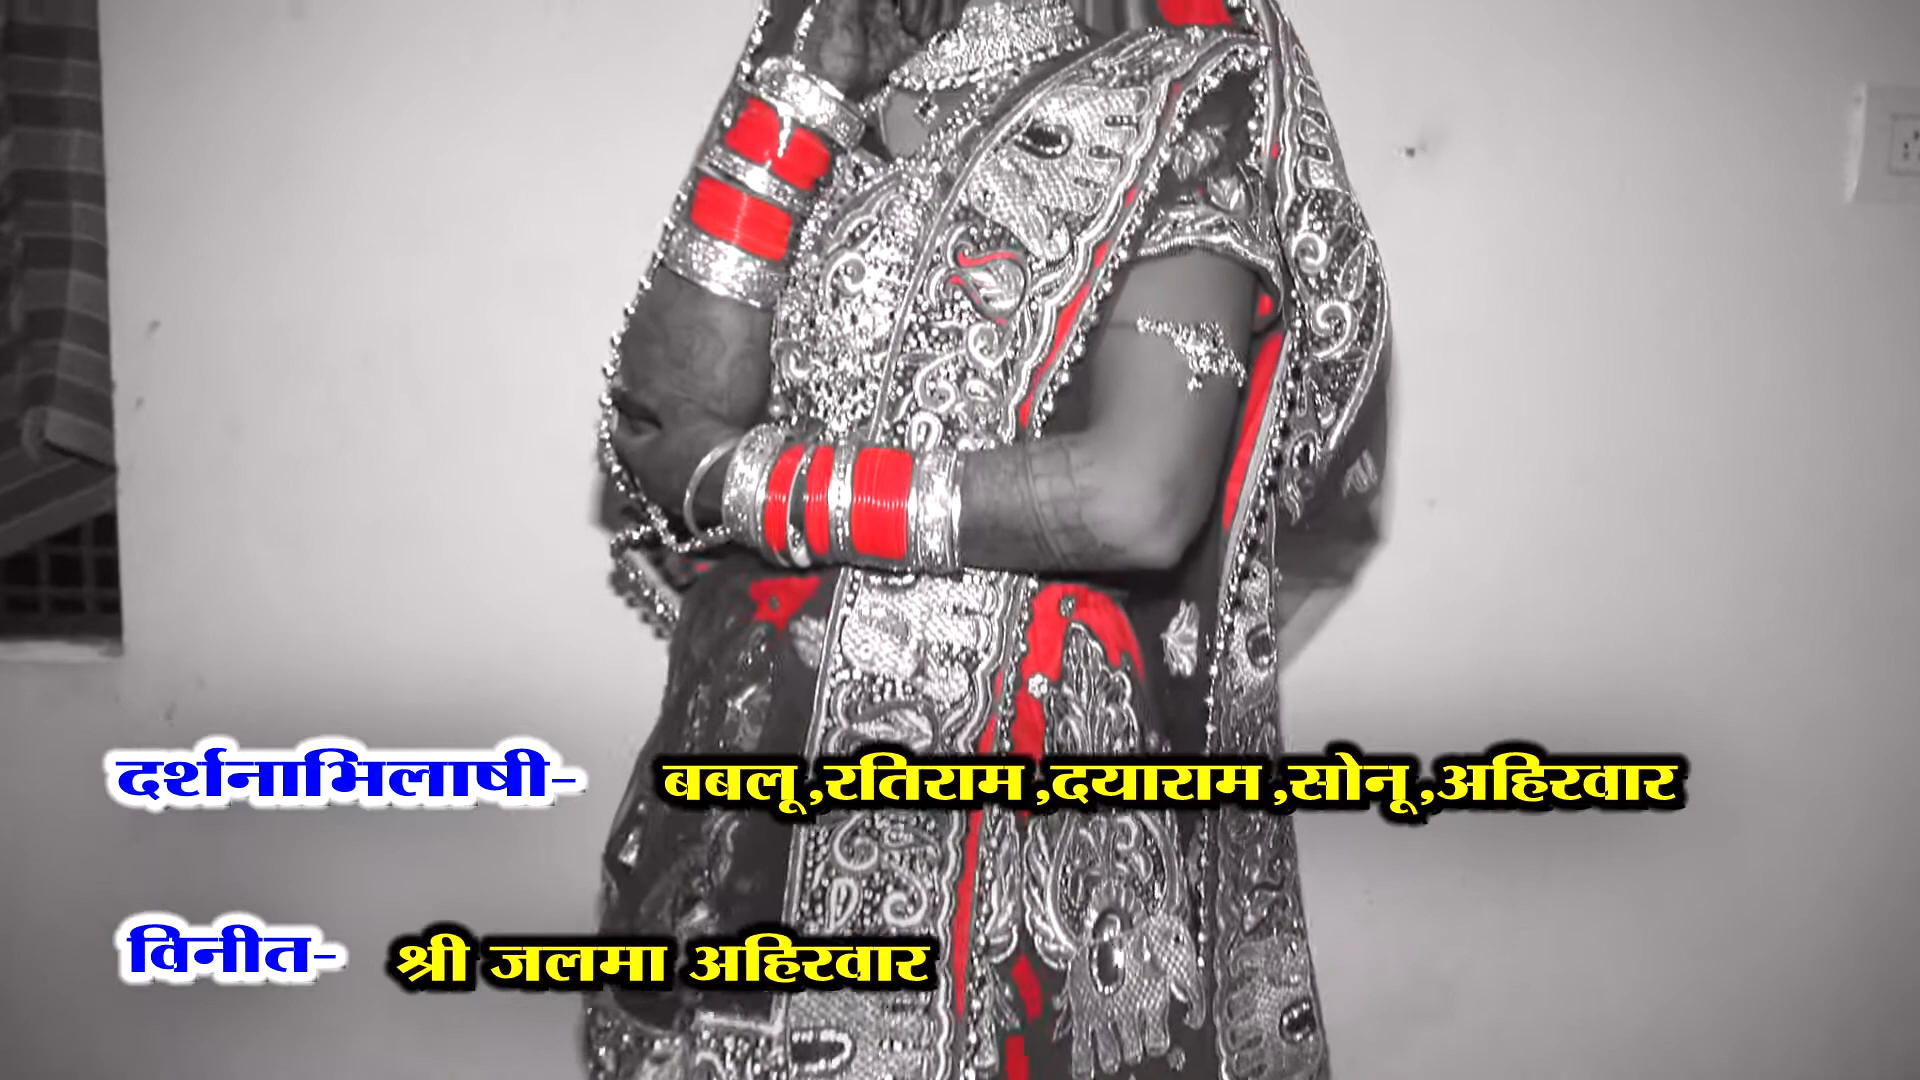 दर्शनाभिलाषी- बबलू ,रतिराम ,दयाराम ,सोनू ,अहिरवार
विनीत- श्री जलमा अहिरवार